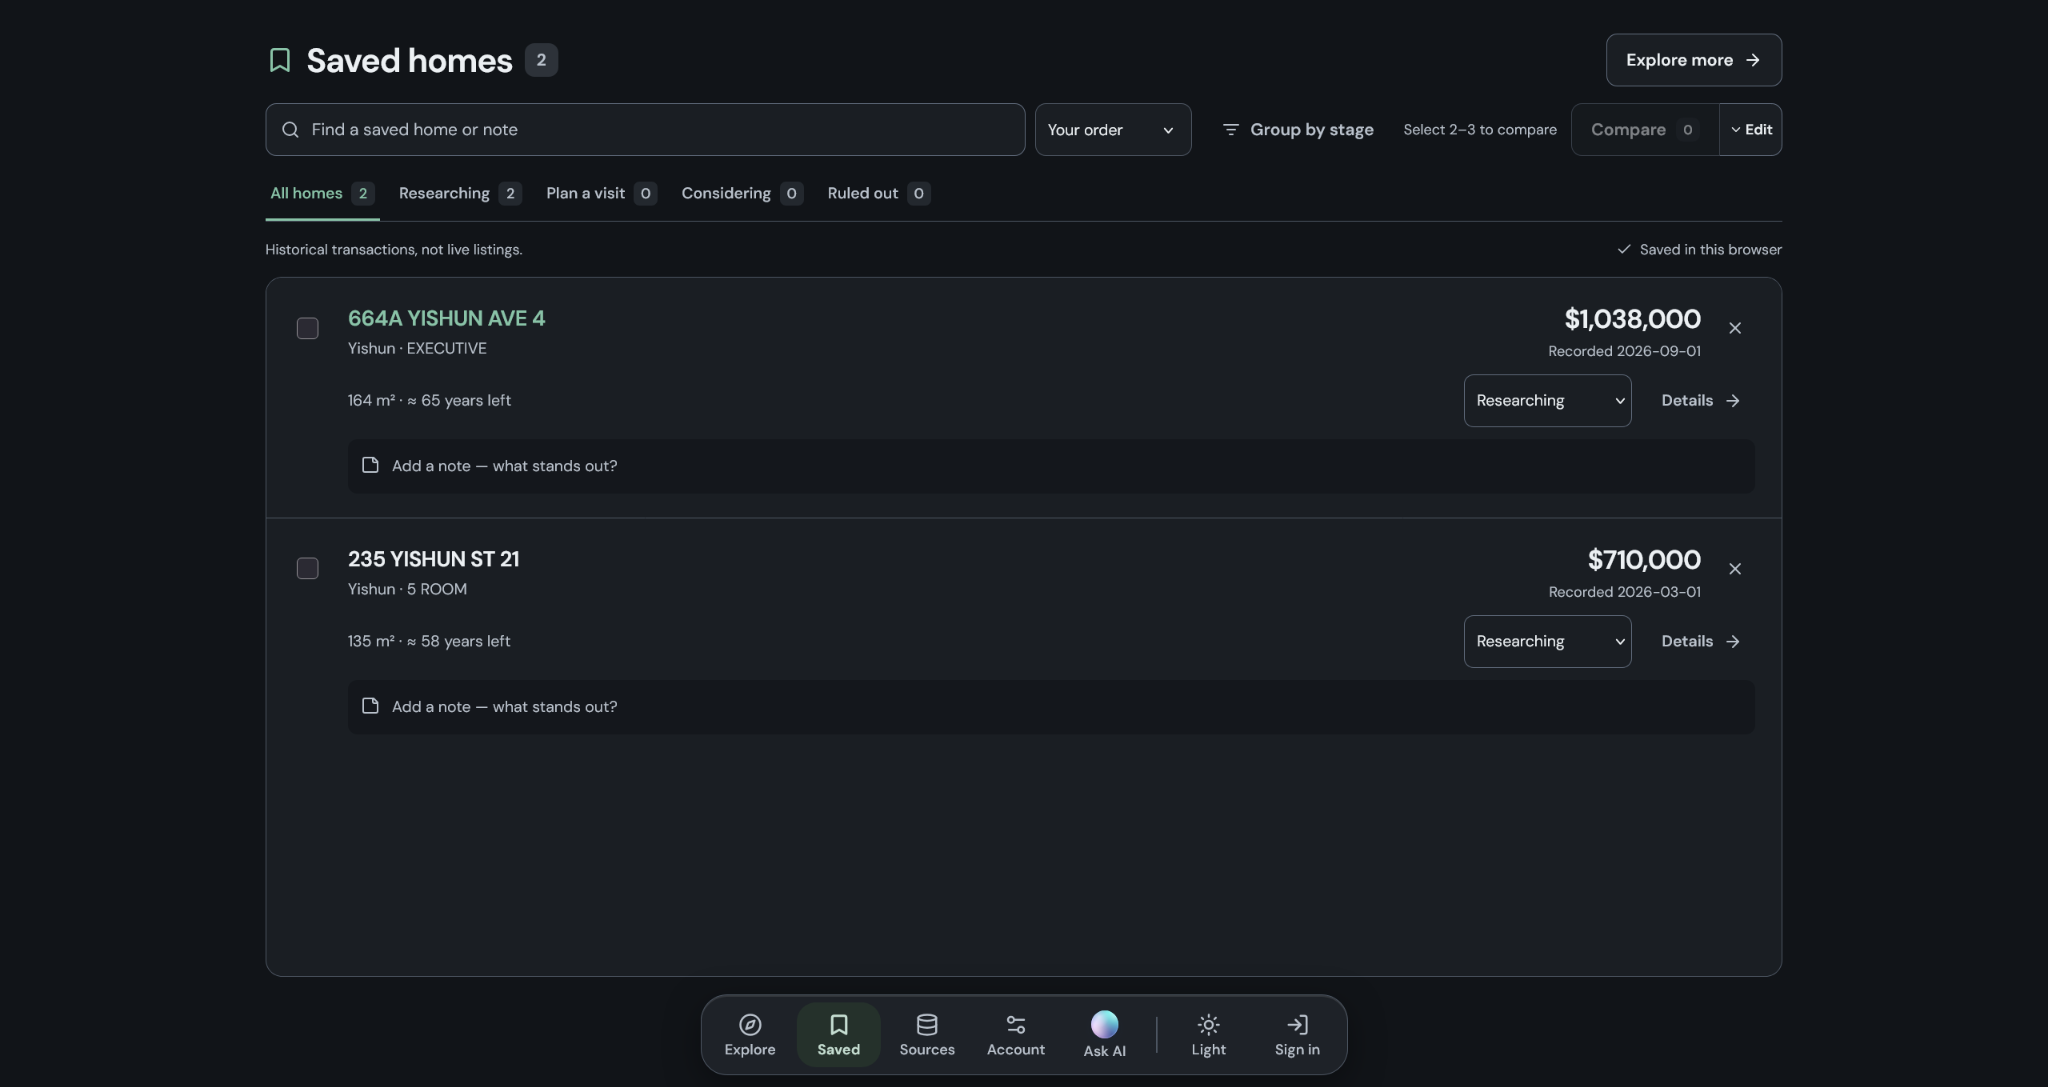 Saved homes 2
Explore more
Find a saved home or note
Your order
Group by stage
Select 2–3 to compare
Compare 0
Edit
All homes 2
Researching 2
Plan a visit 0
Considering 0
Ruled out 0
Historical transactions, not live listings.
Saved in this browser
664A YISHUN AVE 4
$1,038,000
Yishun · EXECUTIVE
Recorded 2026-09-01
164 m² · ≈ 65 years left
Researching
Details
Add a note — what stands out?
235 YISHUN ST 21
$710,000
Yishun · 5 ROOM
Recorded 2026-03-01
135 m² · ≈ 58 years left
Researching
Details
Add a note — what stands out?
Explore
Saved
Sources
Account
Ask AI
Light
Sign in